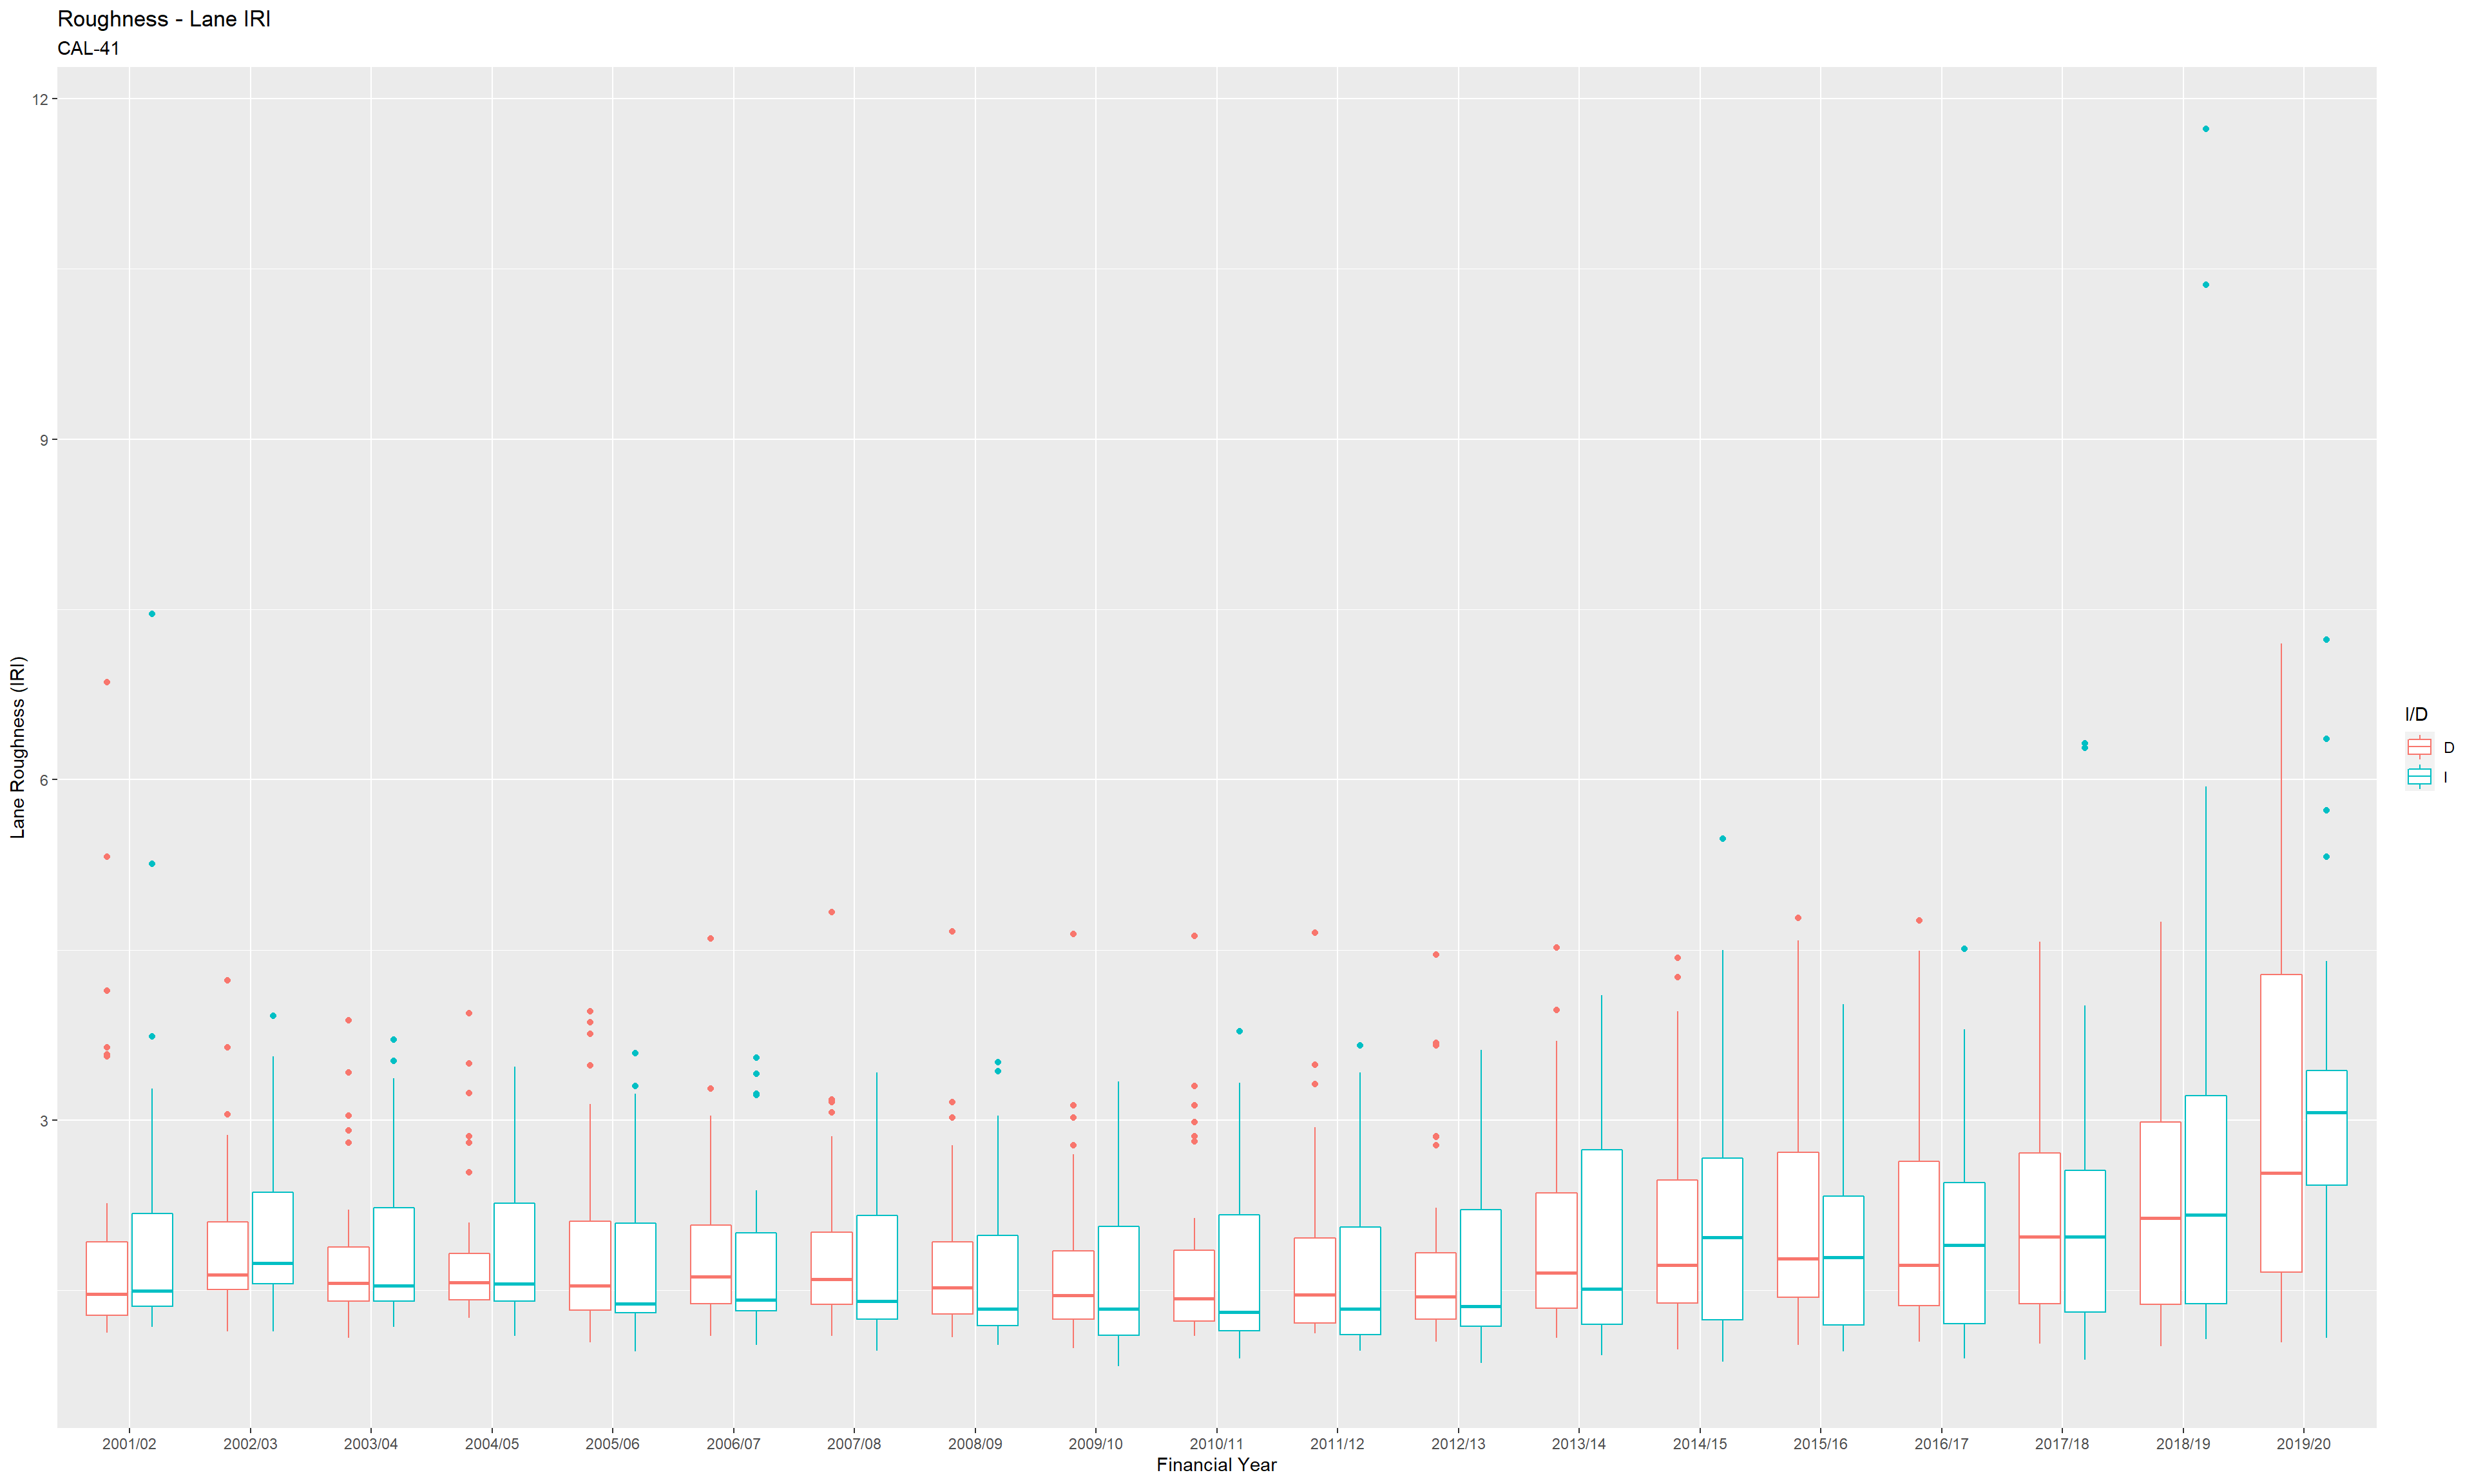 Roughness - Lane IRI
CAL-41
12
9
6
3
Lane Roughness (IRI)
2001/02 2002/03 2003/04 2004/05 2005/06 2006/07 2007/08 2008/09 2009/10 2010/11 2011/12 2012/13 2013/14 2014/15 2015/16 2016/17 2017/18 2018/19 2019/20
Financial Year
I/D
D
I